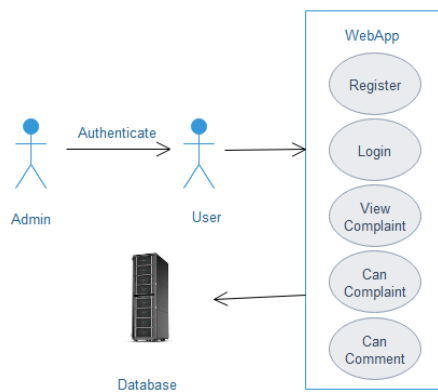 WebApp
Register
Authenticate
Login
Admin
User
View
Complaint
Can
Complaint
Can
Comment
Database